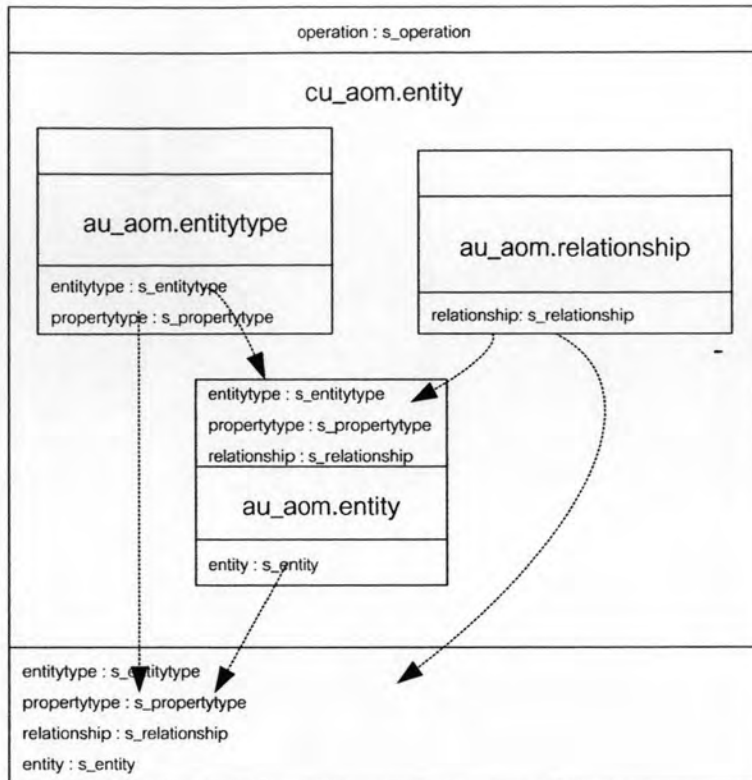 operation : s_operation
cu_aom.entity
au_aom.entitytype
entitytype : s_entitytype
propertytype : s_propertytype
au_aom.relationship
relationship: s_relationship
entitytype : s_entitytype
propertytype : s_propertytype
relationship : s_relationship
au_aom.entity
entity : s_entity
entitytype : s_entitytype
propertytype : s_propertytype
relationship : s_relationship
entity : s_entity